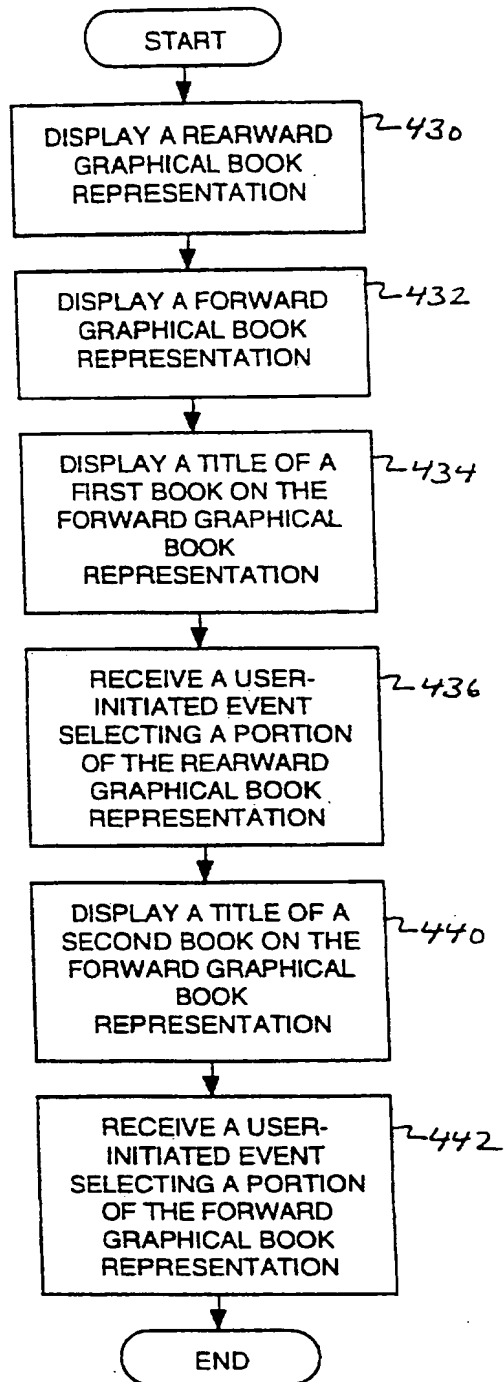 START
DISPLAY A REARWARD
GRAPHICAL BOOK
REPRESENTATION
430
DISPLAY A FORWARD
GRAPHICAL BOOK
REPRESENTATION
432
DISPLAY A TITLE OF A
FIRST BOOK ON THE
FORWARD GRAPHICAL
BOOK
REPRESENTATION
434
RECEIVE A USER-
INITIATED EVENT
SELECTING A PORTION
OF THE REARWARD
GRAPHICAL BOOK
REPRESENTATION
436
DISPLAY A TITLE OF A
SECOND BOOK ON THE
FORWARD GRAPHICAL
BOOK
REPRESENTATION
440
RECEIVE A USER-
INITIATED EVENT
SELECTING A PORTION
OF THE FORWARD
GRAPHICAL BOOK
REPRESENTATION
442
END